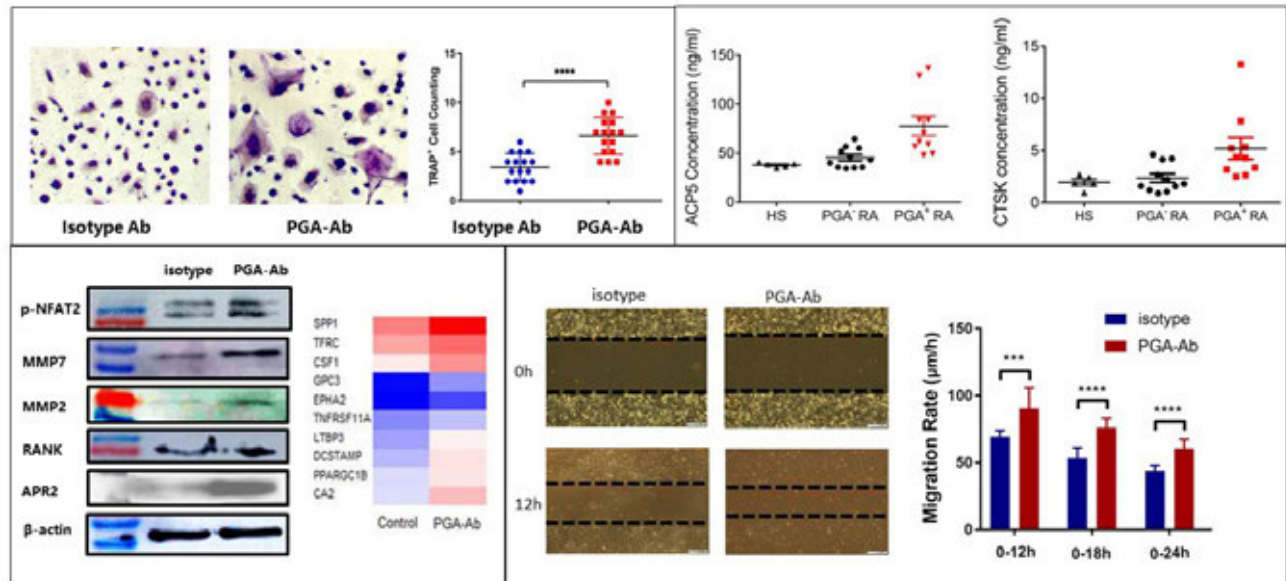 TRAP⁺ Cell Counting
15
10
5
0
****
Isotype Ab
PGA-Ab
Isotype Ab
PGA-Ab
ACP5 Concentration (ng/ml)
150
100
50
0
HS
PGA⁻ RA
PGA⁺ RA
CTSK concentration (ng/ml)
15
10
5
0
HS
PGA⁻ RA
PGA⁺ RA
isotype
PGA-Ab
p-NFAT2
MMP7
MMP2
RANK
APR2
β-actin
SPP1
TFRC
CSF1
GPC3
EPHA2
TNFRSF11A
LTBP3
DCSTAMP
PPARGC1B
CA2
Control
PGA-Ab
isotype
PGA-Ab
0h
12h
Migration Rate (µm/h)
150
100
50
0
isotype
PGA-Ab
***
****
****
0-12h
0-18h
0-24h